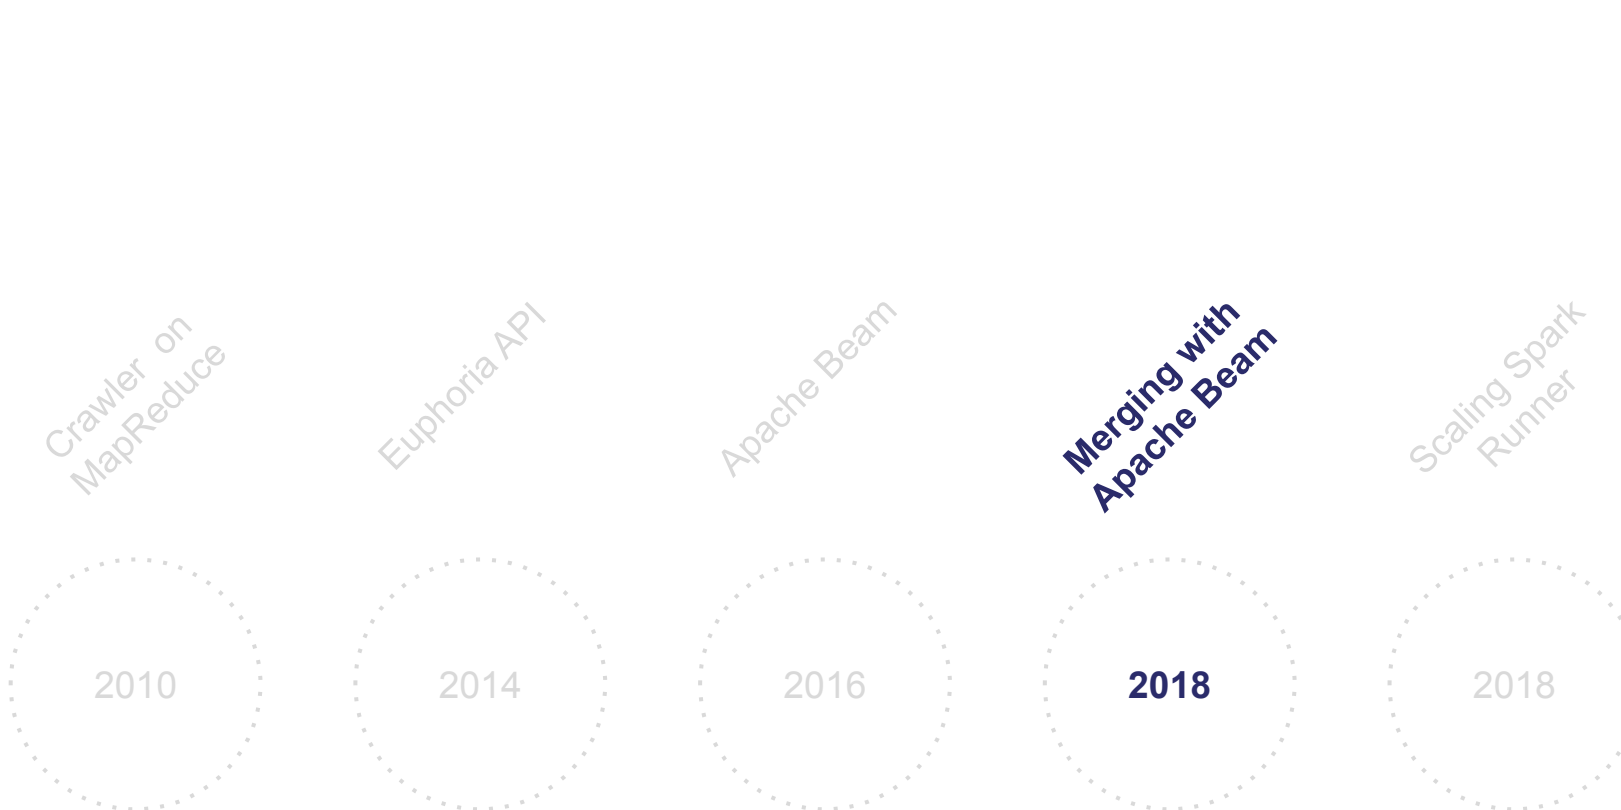 Crawler on
MapReduce
Euphoria API
Apache Beam
Merging with
Apache Beam
Scaling Spark
Runner
2010
2014
2016
2018
2018